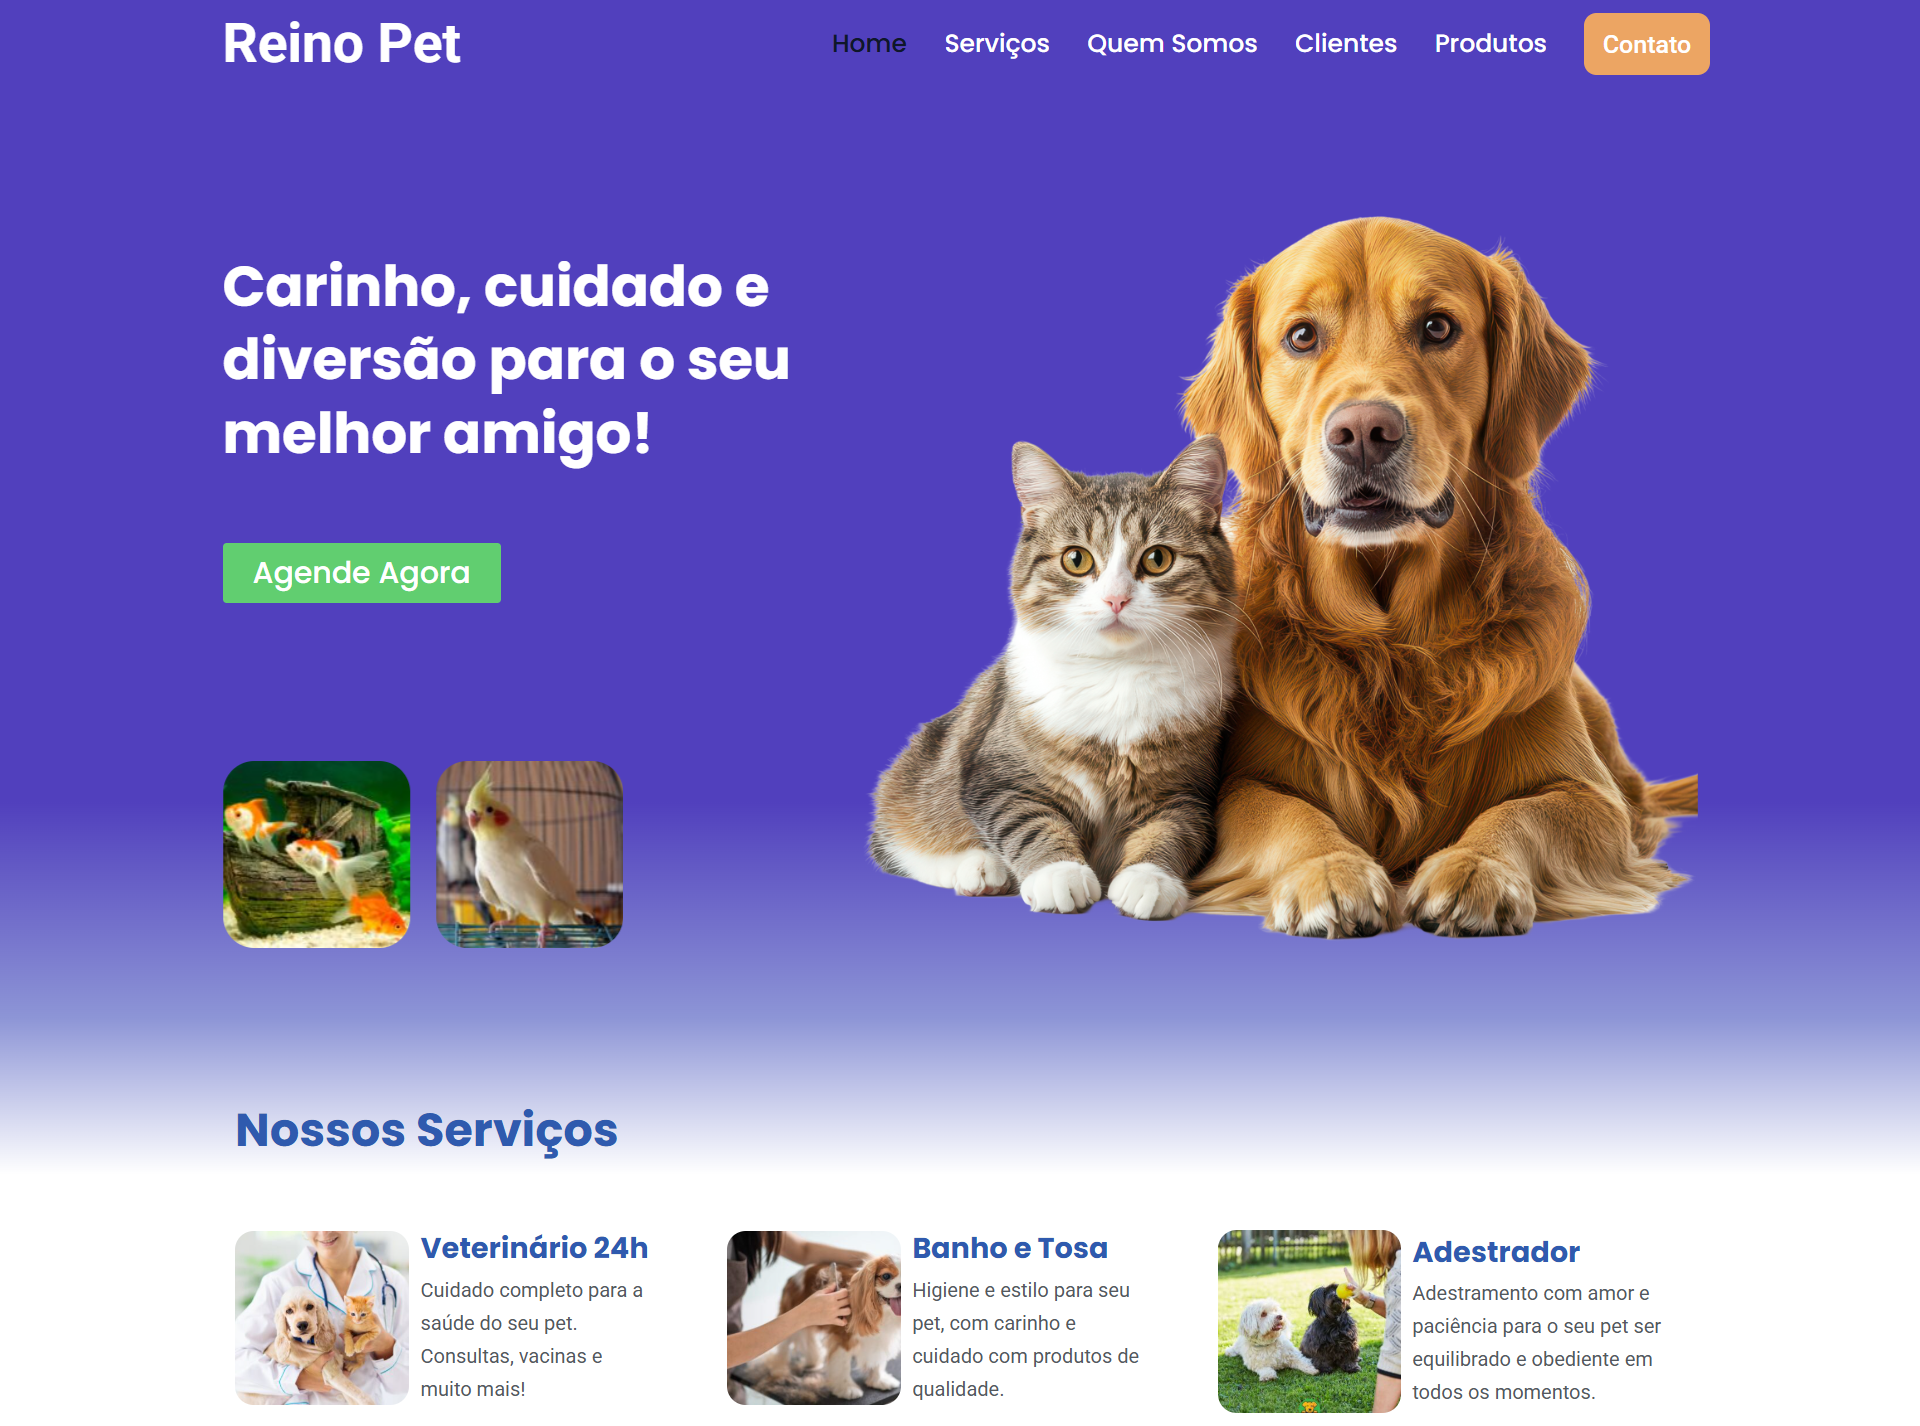 Reino Pet
Home Serviços Quem Somos Clientes Produtos Contato
Carinho, cuidado e
diversão para o seu
melhor amigo!
Agende Agora
Nossos Serviços
Veterinário 24h
Cuidado completo para a
saúde do seu pet.
Consultas, vacinas e
muito mais!
Banho e Tosa
Higiene e estilo para seu
pet, com carinho e
cuidado com produtos de
qualidade.
Adestrador
Adestramento com amor e
paciência para o seu pet ser
equilibrado e obediente em
todos os momentos.